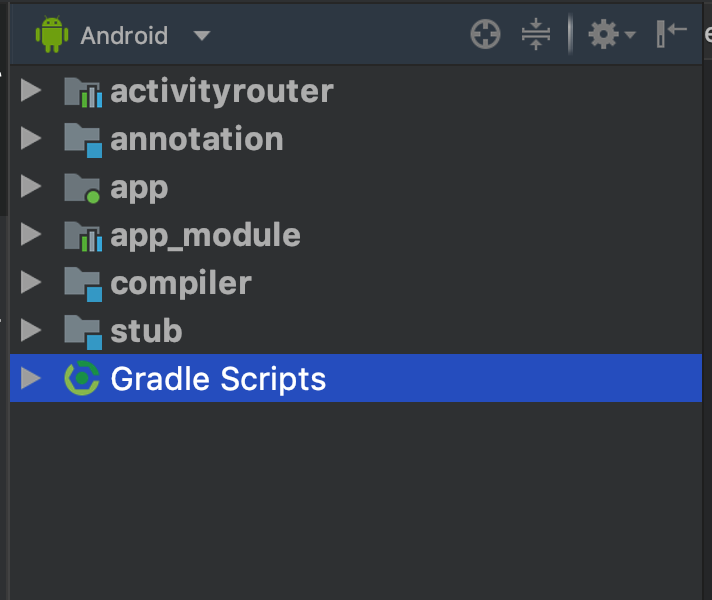 Android
activityrouter
annotation
app
app_module
compiler
stub
Gradle Scripts